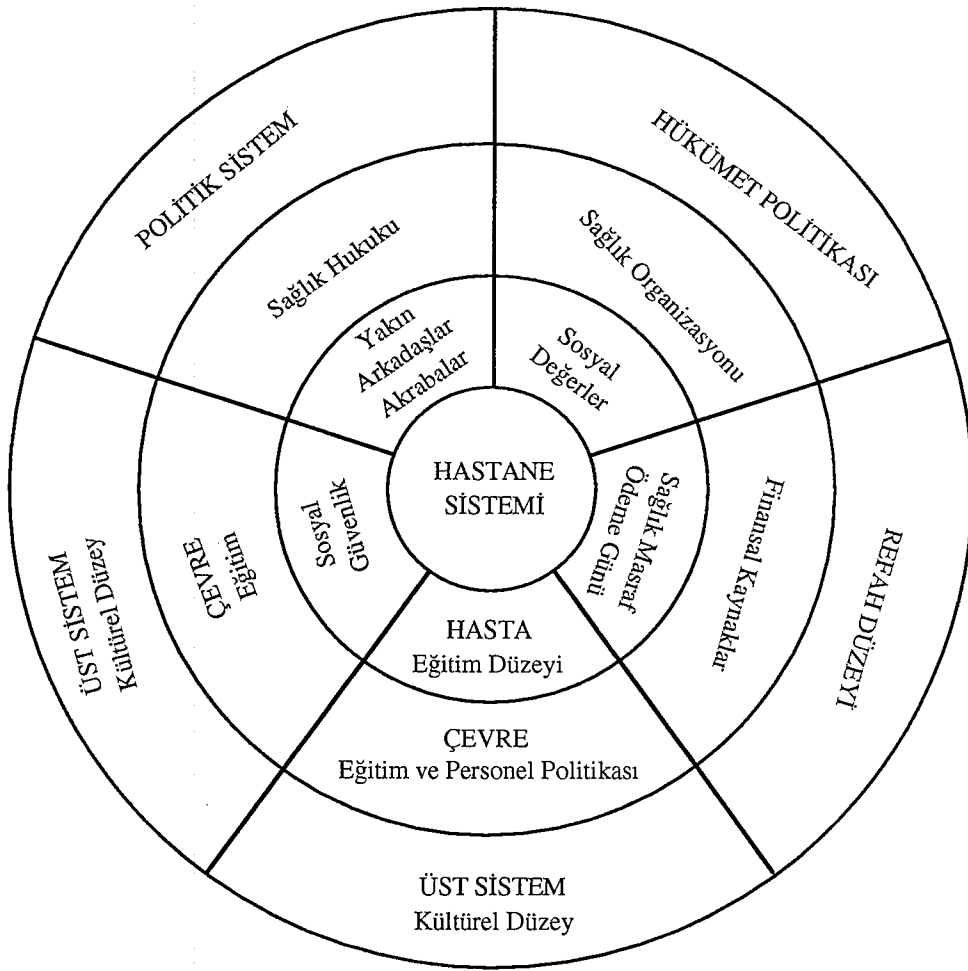 POLİTİK SİSTEM
HÜKÜMET POLİTİKASI
Sağlık Hukuku
Sağlık Organizasyonu
Yakın
Arkadaşlar
Akrabalar
Sosyal
Değerler
HASTANE
SİSTEMİ
ÜST SİSTEM
Kültürel Düzey
ÇEVRE
Eğitim
Sosyal
Güvenlik
Sağlık Masraf
Ödeme Günü
Finansal Kaynaklar
REFAH DÜZEYİ
HASTA
Eğitim Düzeyi
ÇEVRE
Eğitim ve Personel Politikası
ÜST SİSTEM
Kültürel Düzey